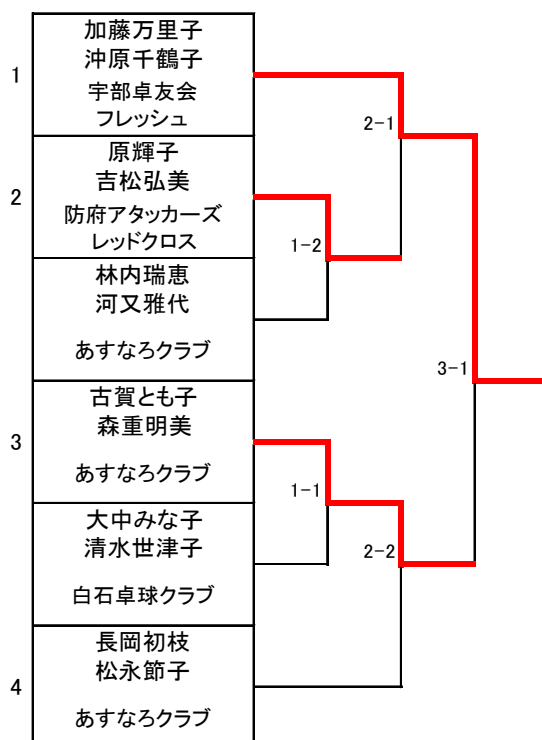 加藤万里子
沖原千鶴子
1
宇部卓友会
フレッシュ
2-1
原輝子
吉松弘美
2
防府アタッカーズ
レッドクロス
1-2
林内瑞恵
河又雅代
あすなろクラブ
3-1
古賀とも子
森重明美
3
あすなろクラブ
1-1
大中みな子
清水世津子
2-2
白石卓球クラブ
長岡初枝
松永節子
4
あすなろクラブ